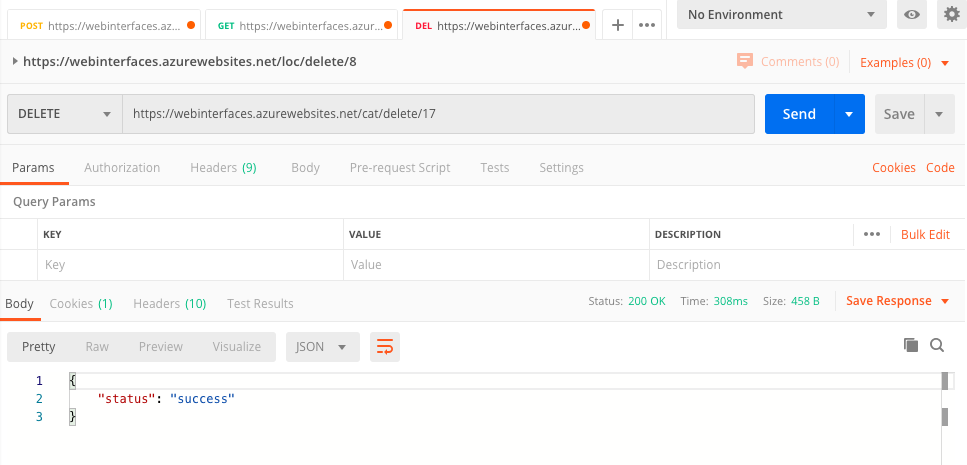 POST https://webinterfaces.azurewebsites.az... GET https://webinterfaces.azur... DEL https://webinterfaces.azur... + ••• No Environment
https://webinterfaces.azurewebsites.net/loc/delete/8 Comments (0) Examples (0)
DELETE https://webinterfaces.azurewebsites.net/cat/delete/17 Send Save
Params Authorization Headers (9) Body Pre-request Script Tests Settings Cookies Code
Query Params
KEY VALUE DESCRIPTION ••• Bulk Edit
Key Value Description
Body Cookies (1) Headers (10) Test Results Status: 200 OK Time: 308ms Size: 458 B Save Response
Pretty Raw Preview Visualize JSON
1 {
2 "status": "success"
3 }